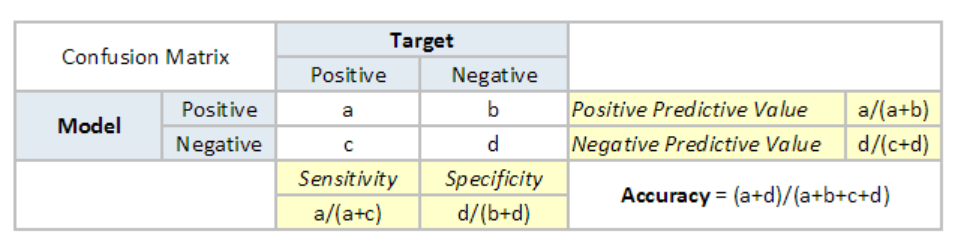 Confusion Matrix
Target
Positive Negative
Model Positive a b Positive Predictive Value a/(a+b)
Negative c d Negative Predictive Value d/(c+d)
Sensitivity Specificity
Accuracy = (a+d)/(a+b+c+d)
a/(a+c) d/(b+d)